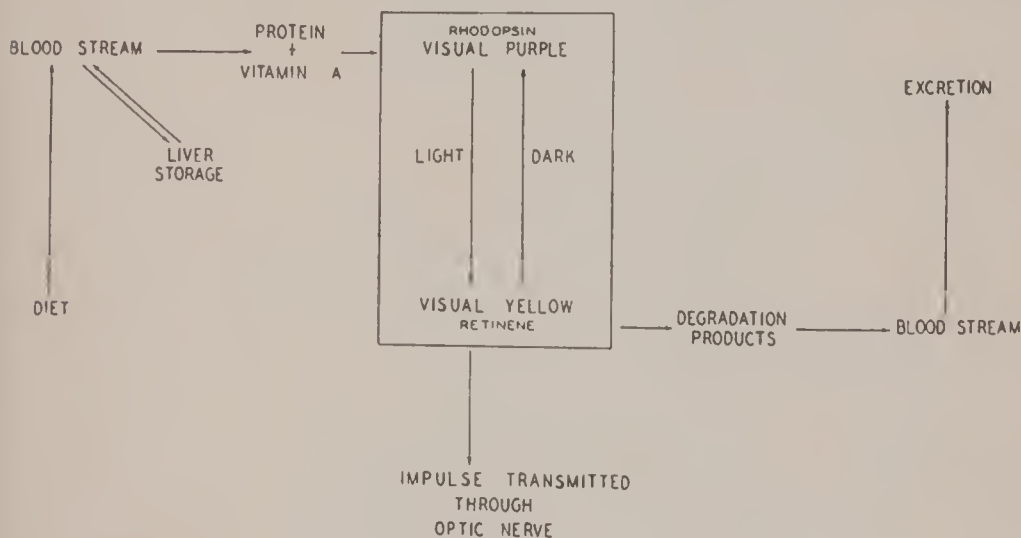 BLOOD STREAM
PROTEIN
+
VITAMIN A
LIVER
STORAGE
DIET
RHODOPSIN
VISUAL PURPLE
LIGHT
DARK
VISUAL YELLOW
RETINENE
IMPULSE TRANSMITTED
THROUGH
OPTIC NERVE
DEGRADATION
PRODUCTS
BLOOD STREAM
EXCRETION